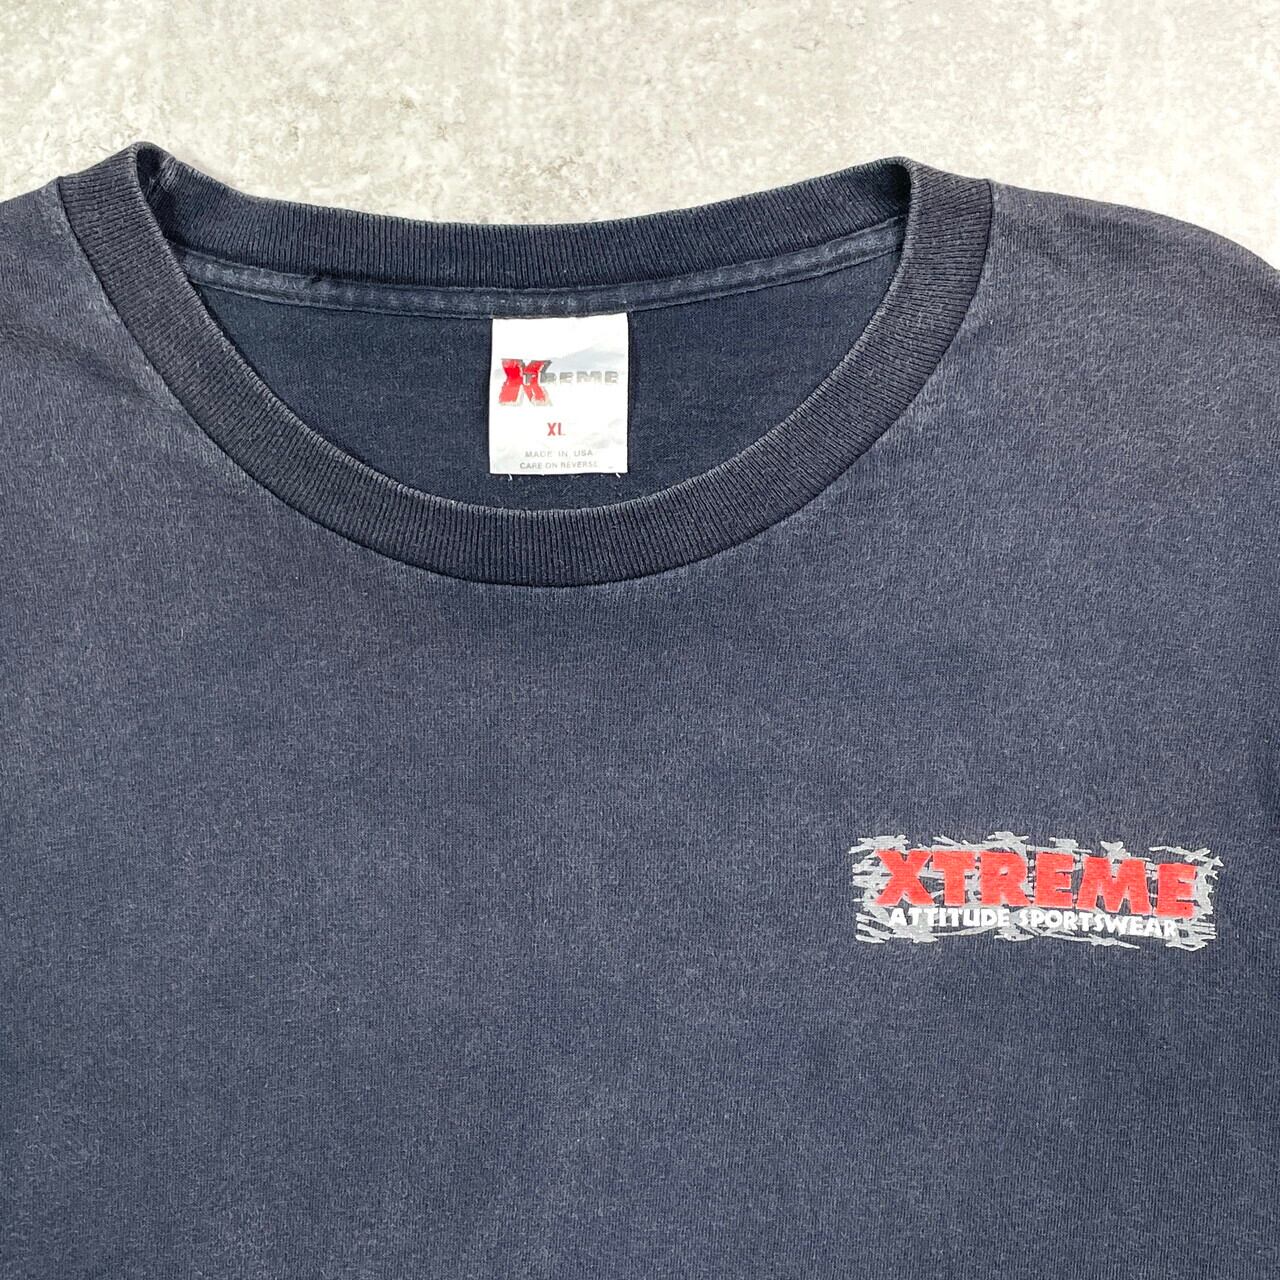 XTREME
XL
MADE IN USA
CARE ON REVERSE
XTREME
ATTITUDE SPORTSWEAR